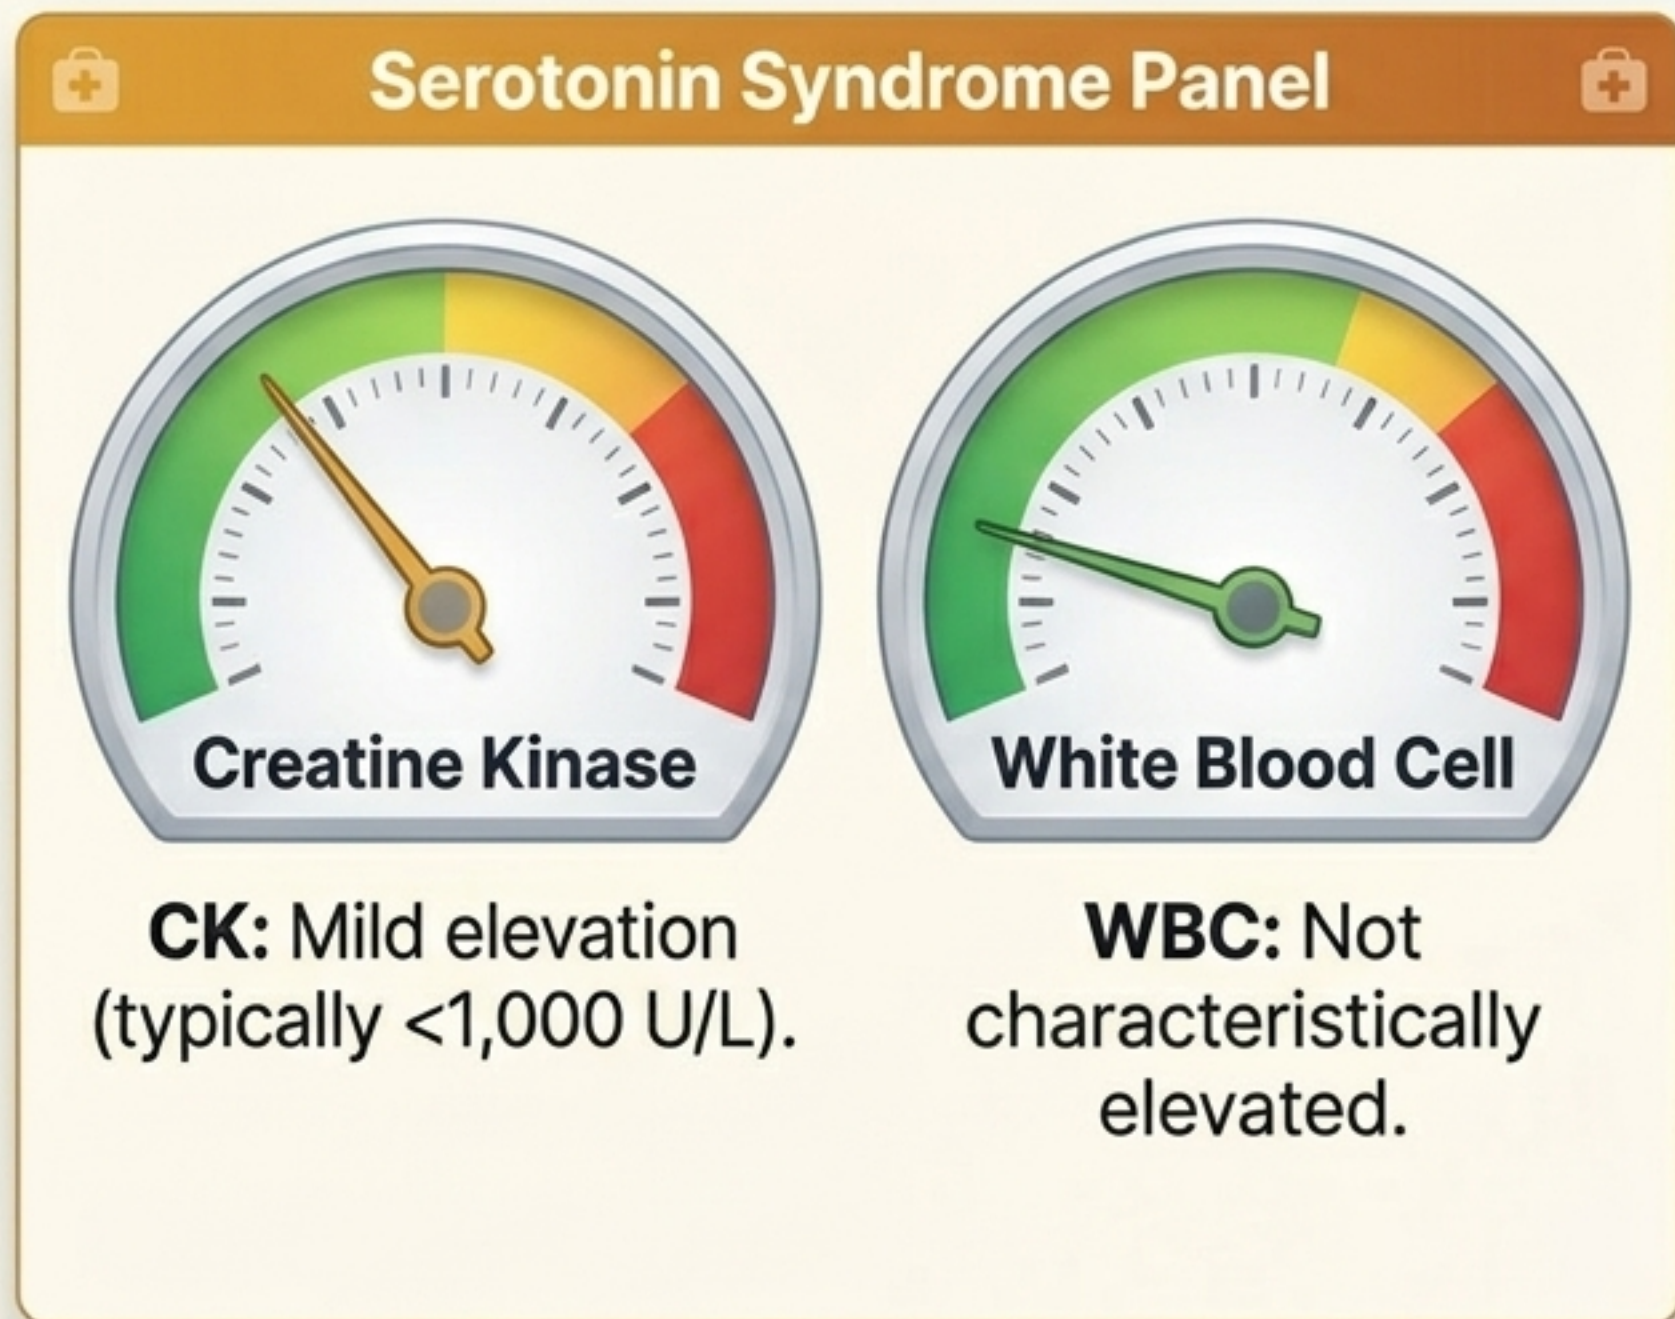 Serotonin Syndrome Panel
Creatine Kinase
White Blood Cell
CK: Mild elevation
(typically <1,000 U/L).
WBC: Not
characteristically
elevated.